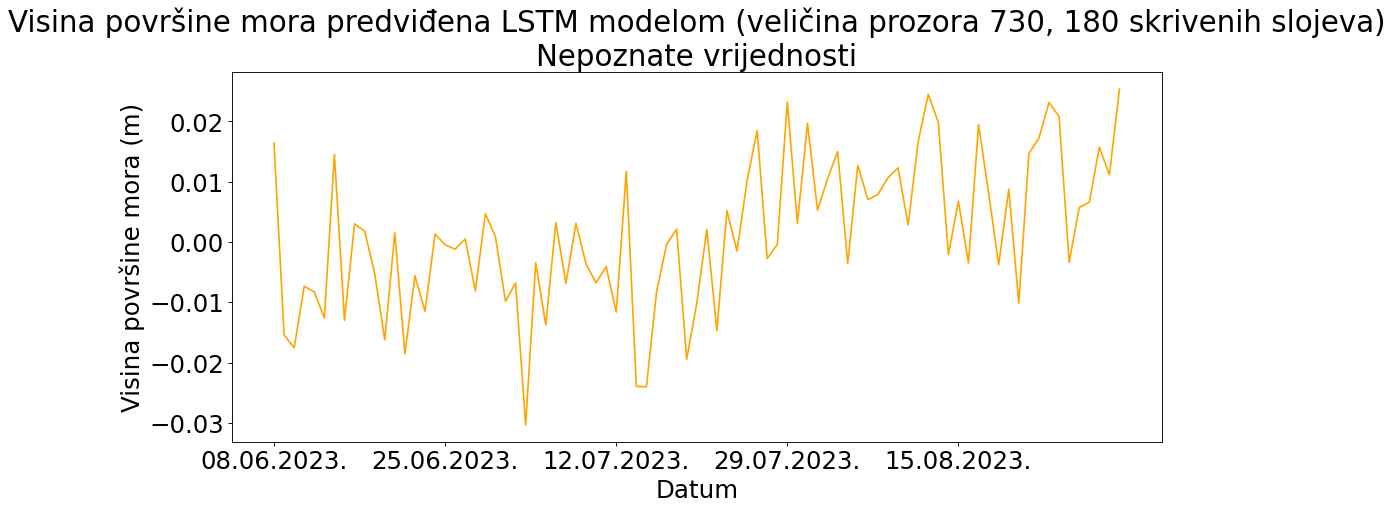 Visina površine mora predviđena LSTM modelom (veličina prozora 730, 180 skrivenih slojeva)
Nepoznate vrijednosti
Visina površine mora (m)
0.02
0.01
0.00
−0.01
−0.02
−0.03
08.06.2023. 25.06.2023. 12.07.2023. 29.07.2023. 15.08.2023.
Datum